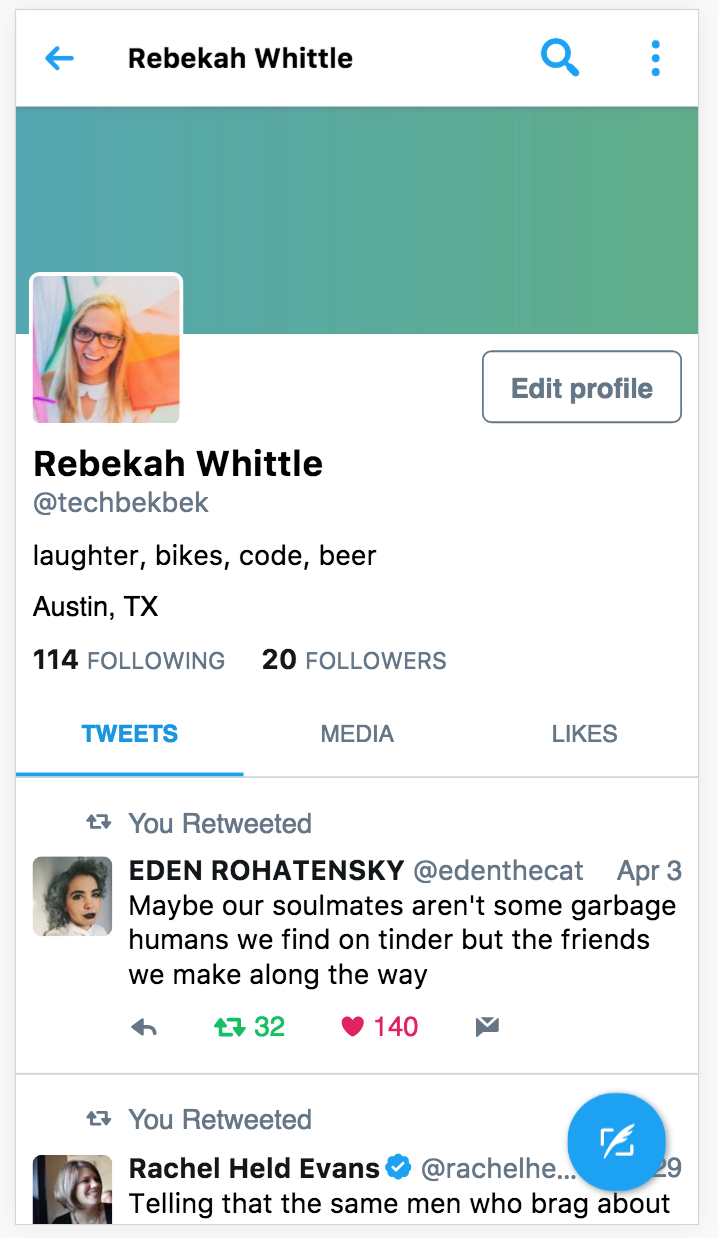 Rebekah Whittle
Edit profile
Rebekah Whittle
@techbekbek
laughter, bikes, code, beer
Austin, TX
114 FOLLOWING 20 FOLLOWERS
TWEETS MEDIA LIKES
You Retweeted
EDEN ROHATENSKY @edenthecat Apr 3
Maybe our soulmates aren't some garbage
humans we find on tinder but the friends
we make along the way
32 140
You Retweeted
Rachel Held Evans @rachelhe... 29
Telling that the same men who brag about